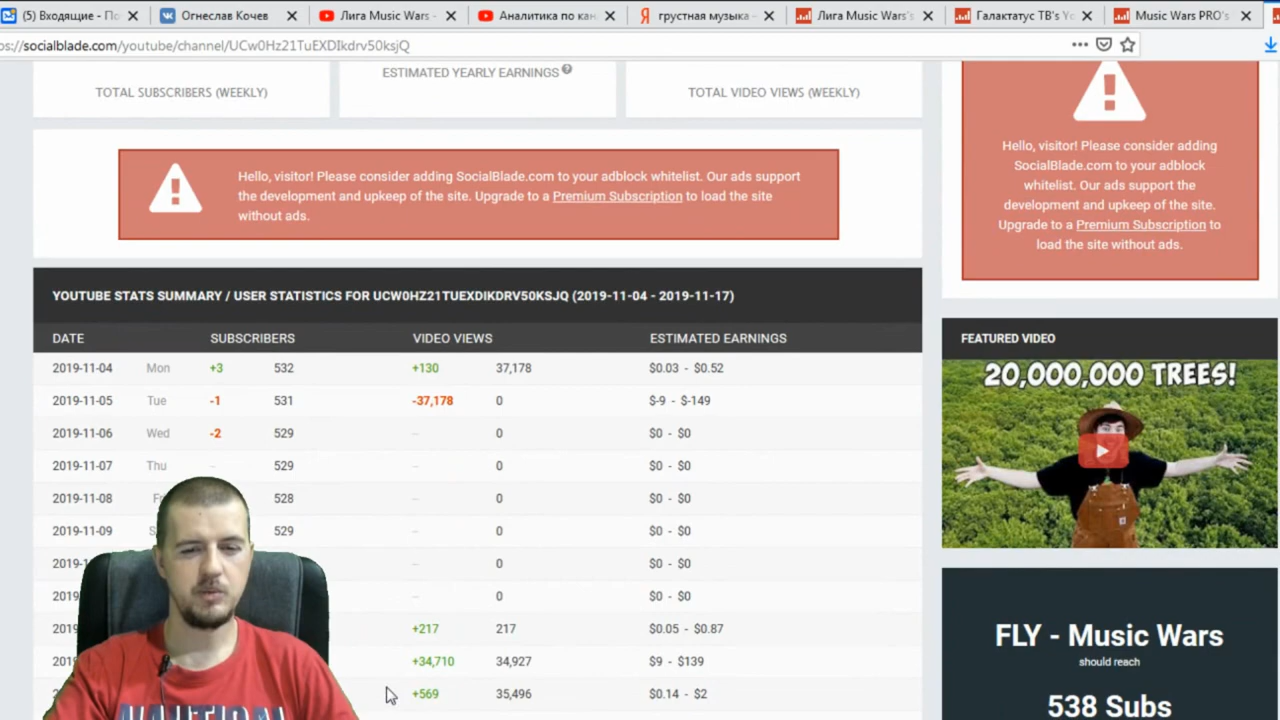 (2) Входящие - По
Огнеслав Кочев
Лига Music Wars -
Аналитика по кан
грустная музыка -
Лига Music Wars's
Галактатус ТВ's Yo
Music Wars PRO's
ps://socialblade.com/youtube/channel/UCw0Hz21TuEXDIkdrv50ksjQ
TOTAL SUBSCRIBERS (WEEKLY)
ESTIMATED YEARLY EARNINGS
TOTAL VIDEO VIEWS (WEEKLY)
Hello, visitor! Please consider adding SocialBlade.com to your adblock whitelist. Our ads support
the development and upkeep of the site. Upgrade to a Premium Subscription to load the site
without ads.
Hello, visitor! Please consider adding
SocialBlade.com to your adblock
whitelist. Our ads support the
development and upkeep of the site.
Upgrade to a Premium Subscription to
load the site without ads.
YOUTUBE STATS SUMMARY / USER STATISTICS FOR UCW0HZ21TUEXDIKDRV50KSJQ (2019-11-04 - 2019-11-17)
DATE SUBSCRIBERS VIDEO VIEWS ESTIMATED EARNINGS
2019-11-04 Mon +3 532 +130 37,178 $0.03 - $0.52
2019-11-05 Tue -1 531 -37,178 0 $-9 - $-149
2019-11-06 Wed -2 529 -- 0 $0 - $0
2019-11-07 Thu -- 529 -- 0 $0 - $0
2019-11-08 528 -- 0 $0 - $0
2019-11-09 529 -- 0 $0 - $0
2019 -- 0 $0 - $0
-- 0 $0 - $0
2019 +217 217 $0.05 - $0.87
+34,710 34,927 $9 - $139
+569 35,496 $0.14 - $2
FEATURED VIDEO
20,000,000 TREES!
FLY - Music Wars
should reach
538 Subs